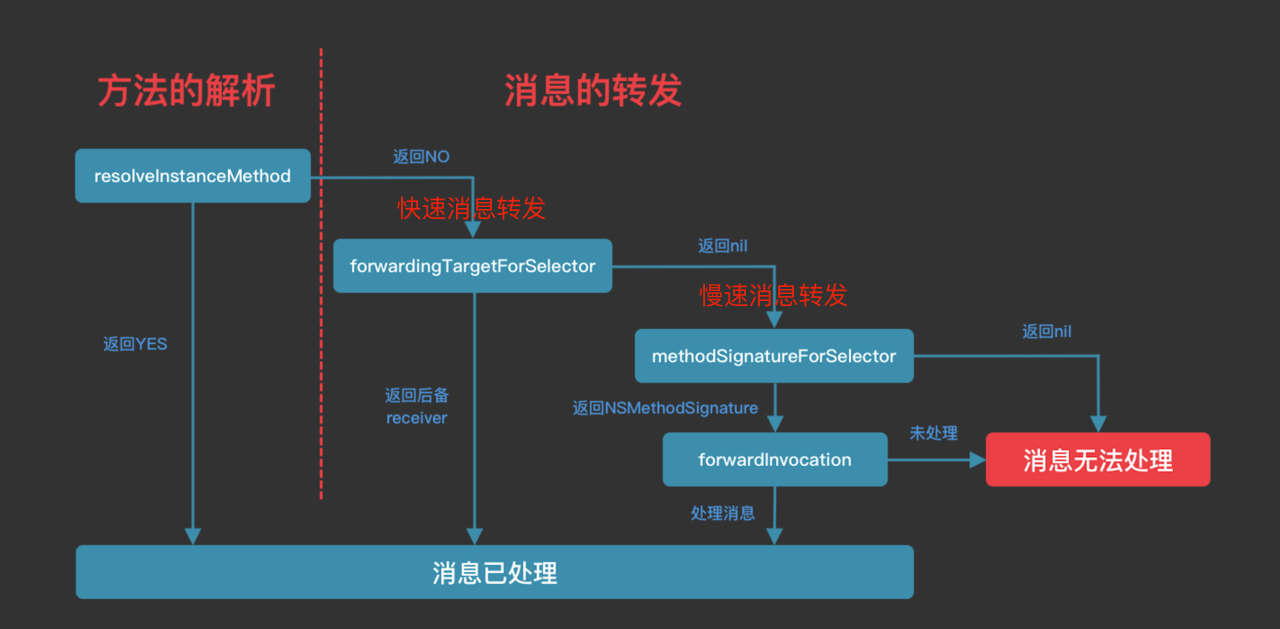 方法的解析
消息的转发
resolveInstanceMethod
返回NO
快速消息转发
forwardingTargetForSelector
返回nil
慢速消息转发
methodSignatureForSelector
返回nil
返回YES
返回后备
receiver
返回NSMethodSignature
forwardInvocation
未处理
消息无法处理
处理消息
消息已处理